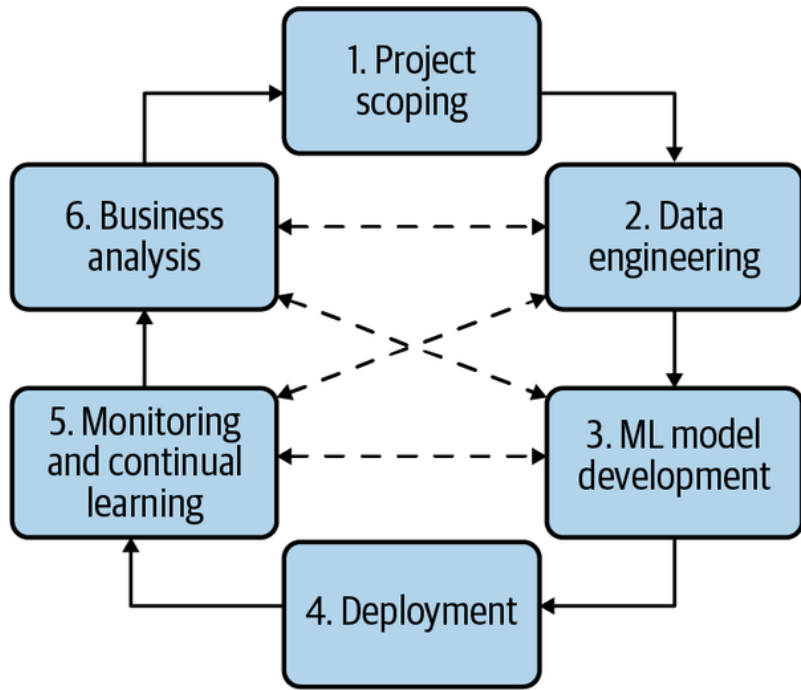 1. Project
scoping
2. Data
engineering
3. ML model
development
4. Deployment
5. Monitoring
and continual
learning
6. Business
analysis